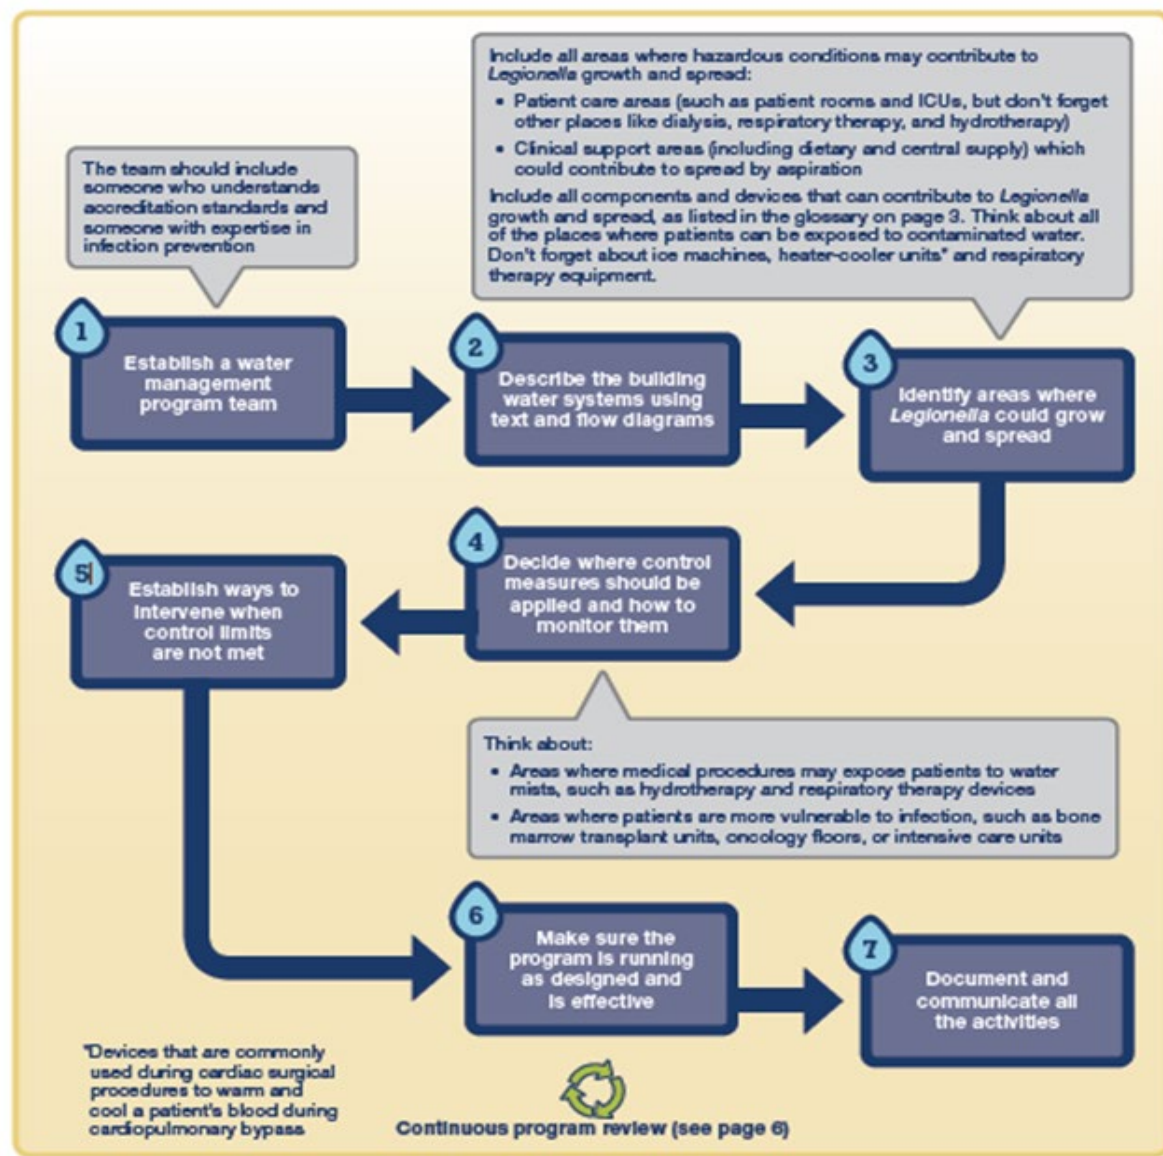 The team should include
someone who understands
accreditation standards and
someone with expertise in
infection prevention
Include all areas where hazardous conditions may contribute to
Legionella growth and spread:
• Patient care areas (such as patient rooms and ICUs, but don't forget
other places like dialysis, respiratory therapy, and hydrotherapy)
• Clinical support areas (including dietary and central supply) which
could contribute to spread by aspiration
Include all components and devices that can contribute to Legionella
growth and spread, as listed in the glossary on page 3. Think about all
of the places where patients can be exposed to contaminated water.
Don't forget about ice machines, heater-cooler units* and respiratory
therapy equipment.
1
Establish a water
management
program team
2
Describe the building
water systems using
text and flow diagrams
3
Identify areas where
Legionella could grow
and spread
4
Decide where control
measures should be
applied and how to
monitor them
5
Establish ways to
intervene when
control limits
are not met
Think about:
• Areas where medical procedures may expose patients to water
mists, such as hydrotherapy and respiratory therapy devices
• Areas where patients are more vulnerable to infection, such as bone
marrow transplant units, oncology floors, or intensive care units
6
Make sure the
program is running
as designed and
is effective
7
Document and
communicate all
the activities
*Devices that are commonly
used during cardiac surgical
procedures to warm and
cool a patient's blood during
cardiopulmonary bypass
Continuous program review (see page 6)